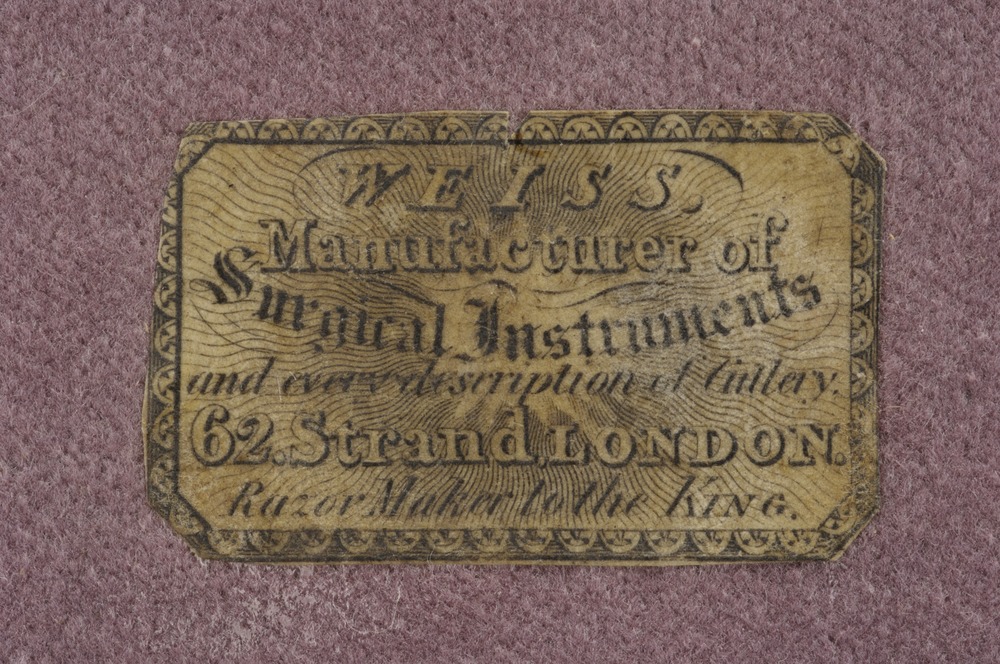 WEISS.
Manufacturer of
Surgical Instruments
and every description of Cutlery.
62. Strand, LONDON.
Razor Maker to the KING.